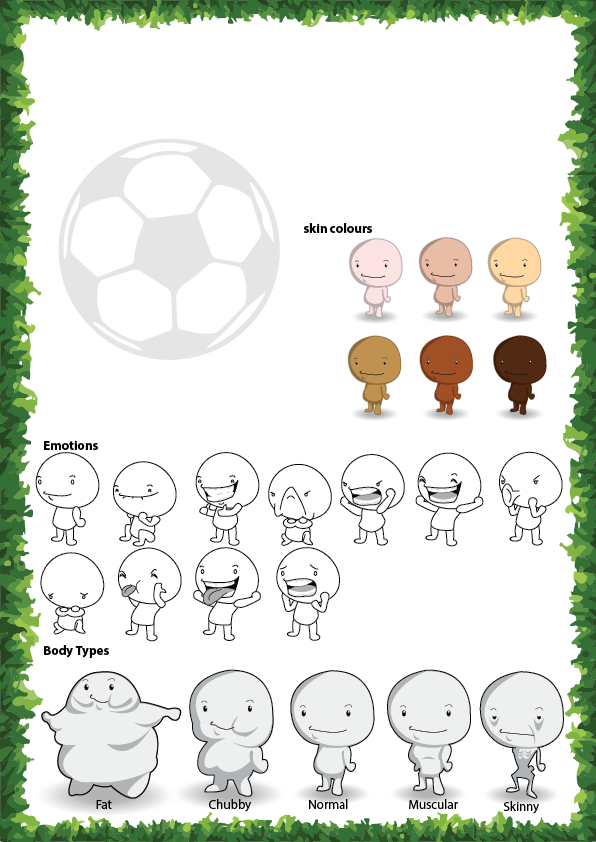 skin colours
Emotions
Body Types
Fat
Chubby
Normal
Muscular
Skinny